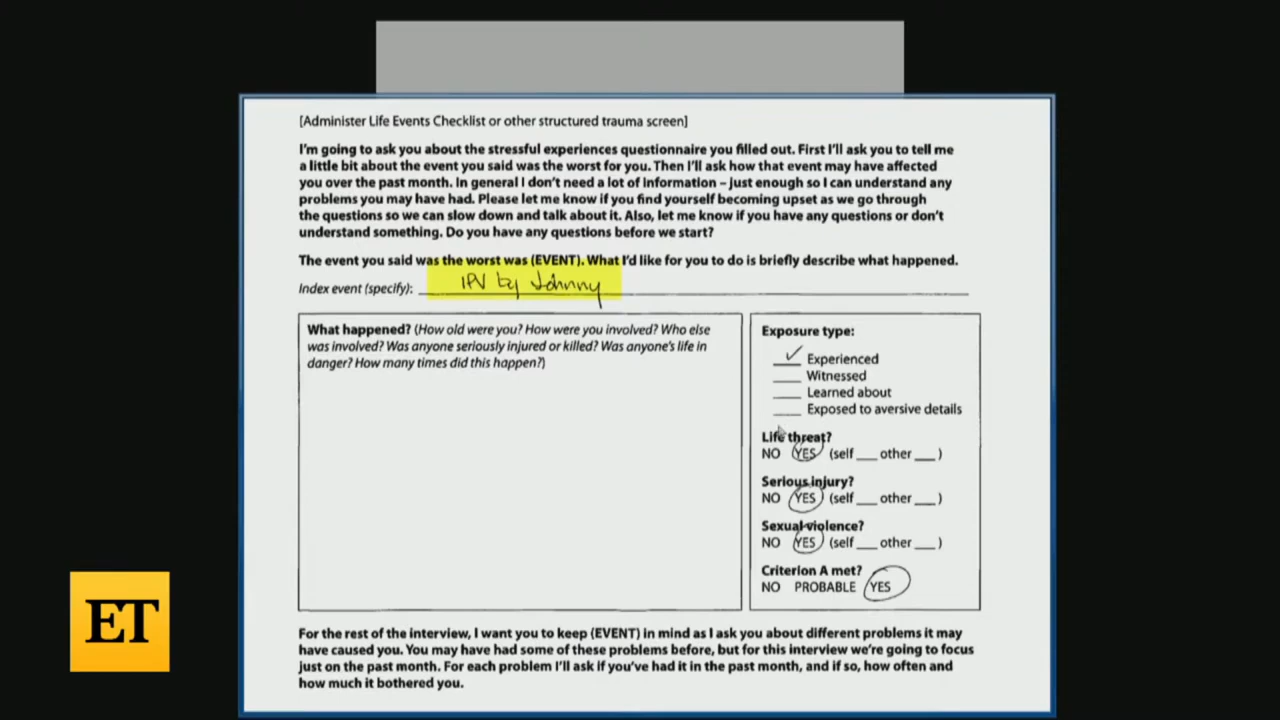 [Administer Life Events Checklist or other structured trauma screen]
I'm going to ask you about the stressful experiences questionnaire you filled out. First I'll ask you to tell me
a little bit about the event you said was the worst for you. Then I'll ask how that event may have affected
you over the past month. In general I don't need a lot of information – just enough so I can understand any
problems you may have had. Please let me know if you find yourself becoming upset as we go through
the questions so we can slow down and talk about it. Also, let me know if you have any questions or don't
understand something. Do you have any questions before we start?
The event you said was the worst was (EVENT). What I'd like for you to do is briefly describe what happened.
Index event (specify): IPV by Johnny
What happened? (How old were you? How were you involved? Who else
was involved? Was anyone seriously injured or killed? Was anyone's life in
danger? How many times did this happen?)
Exposure type:
✓ Experienced
___ Witnessed
___ Learned about
___ Exposed to aversive details
Life threat?
NO YES (self ___ other ___ )
Serious injury?
NO YES (self ___ other ___ )
Sexual violence?
NO YES (self ___ other ___ )
Criterion A met?
NO PROBABLE YES
For the rest of the interview, I want you to keep (EVENT) in mind as I ask you about different problems it may
have caused you. You may have had some of these problems before, but for this interview we're going to focus
just on the past month. For each problem I'll ask if you've had it in the past month, and if so, how often and
how much it bothered you.
ET